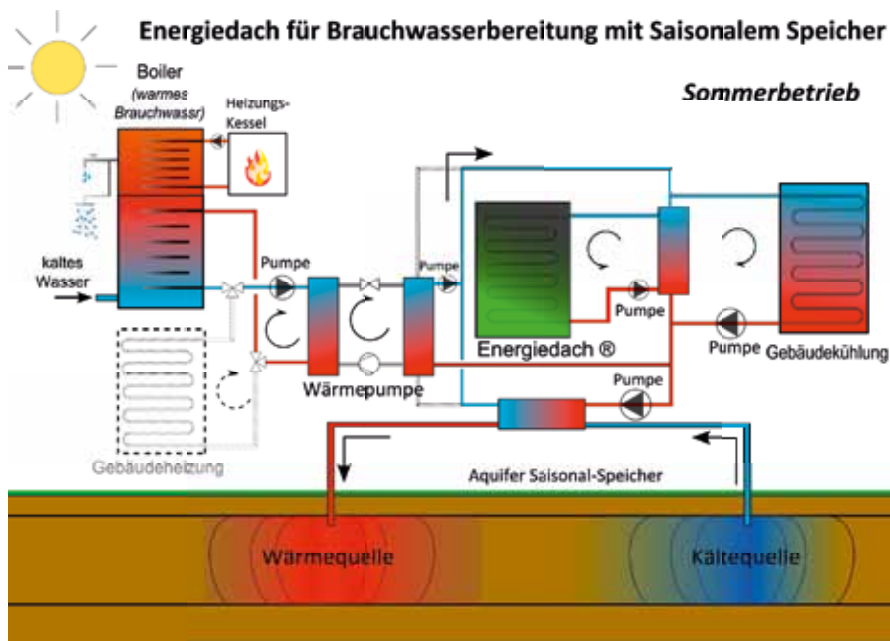 Energiedach für Brauchwasserbereitung mit Saisonalem Speicher
Sommerbetrieb
Boiler
(warmes
Brauchwassr)
Heizungs-
Kessel
kaltes
Wasser
Pumpe
Pumpe
Wärmepumpe
Energiedach ®
Pumpe
Pumpe
Gebäudekühlung
Pumpe
Gebäudeheizung
Aquifer Saisonal-Speicher
Wärmequelle
Kältequelle